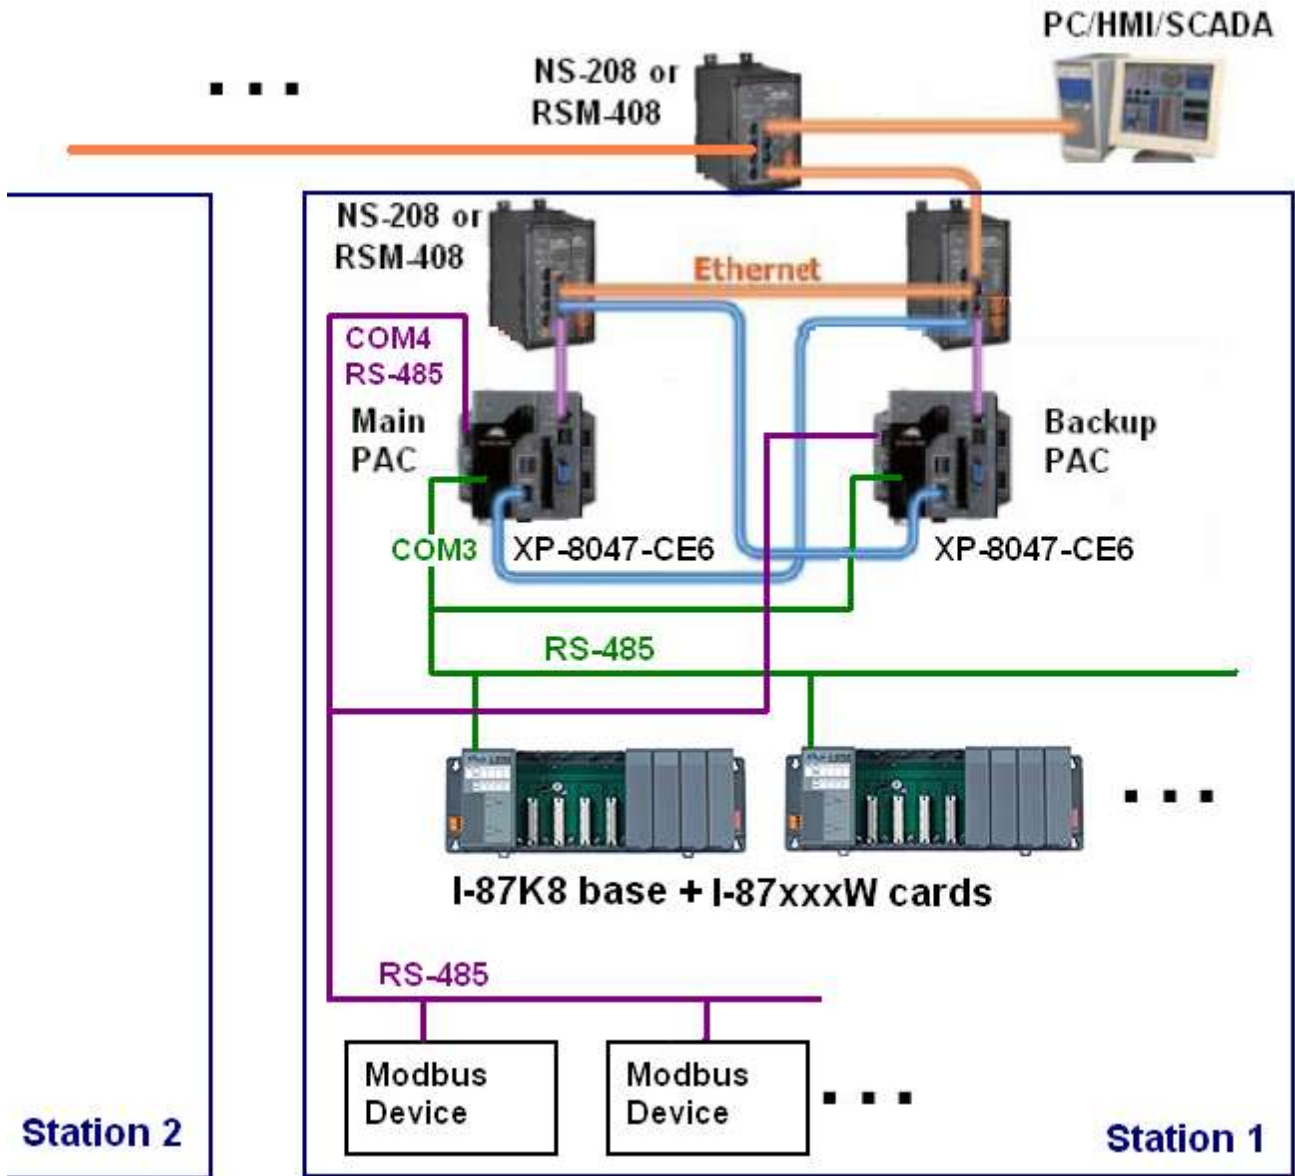 PC/HMI/SCADA
NS-208 or
RSM-408
NS-208 or
RSM-408
Ethernet
COM4
RS-485
Main
PAC
Backup
PAC
COM3
XP-8047-CE6
XP-8047-CE6
RS-485
I-87K8 base + I-87xxxW cards
RS-485
Modbus
Device
Modbus
Device
Station 2
Station 1